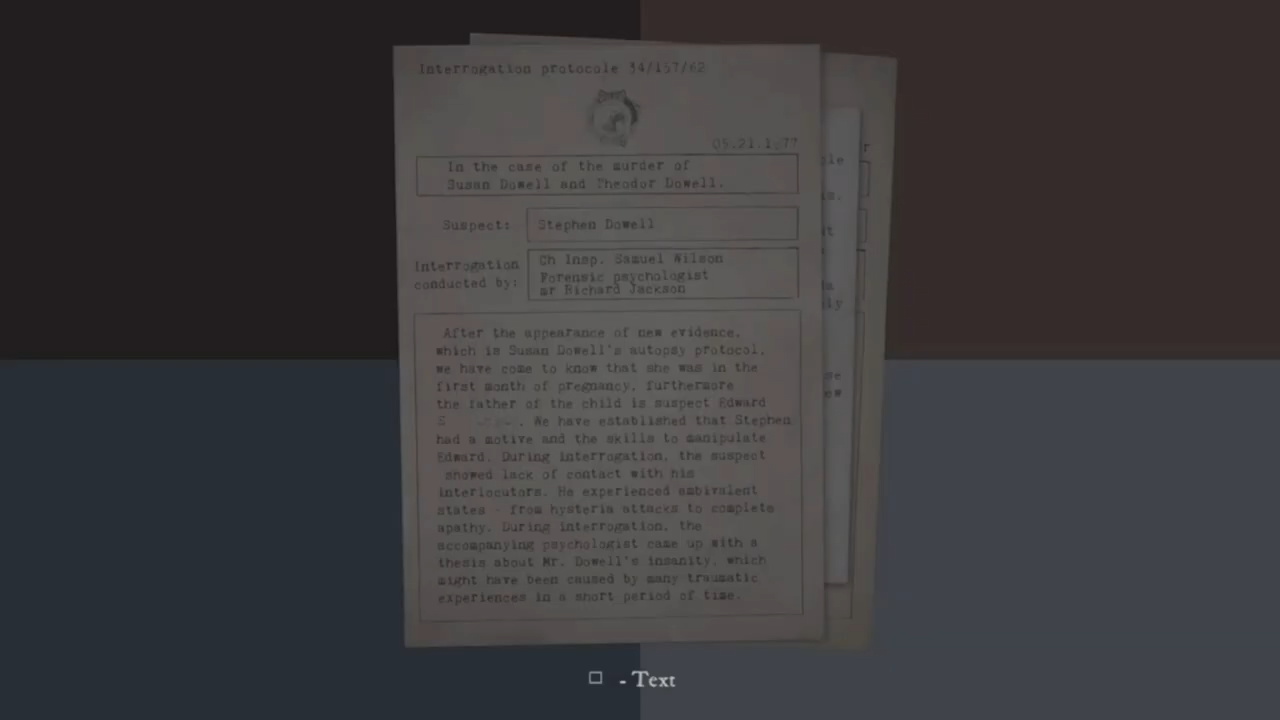 Interrogation protocole 34/137/62
05.21.1977
In the case of the murder of
Susan Dowell and Theodor Dowell.
Suspect: Stephen Dowell
Interrogation conducted by: Ch Insp. Samuel Wilson
Forensic psychologist
mr Richard Jackson
After the appearance of new evidence,
which is Susan Dowell's autopsy protocol,
we have come to know that she was in the
first month of pregnancy, furthermore
the father of the child is suspect Edward
. We have established that Stephen
had a motive and the skills to manipulate
Edward. During interrogation, the suspect
showed lack of contact with his
interlocutors. He experienced ambivalent
states - from hysteria attacks to complete
apathy. During interrogation, the
accompanying psychologist came up with a
thesis about Mr. Dowell's insanity, which
might have been caused by many traumatic
experiences in a short period of time.
□ - Text